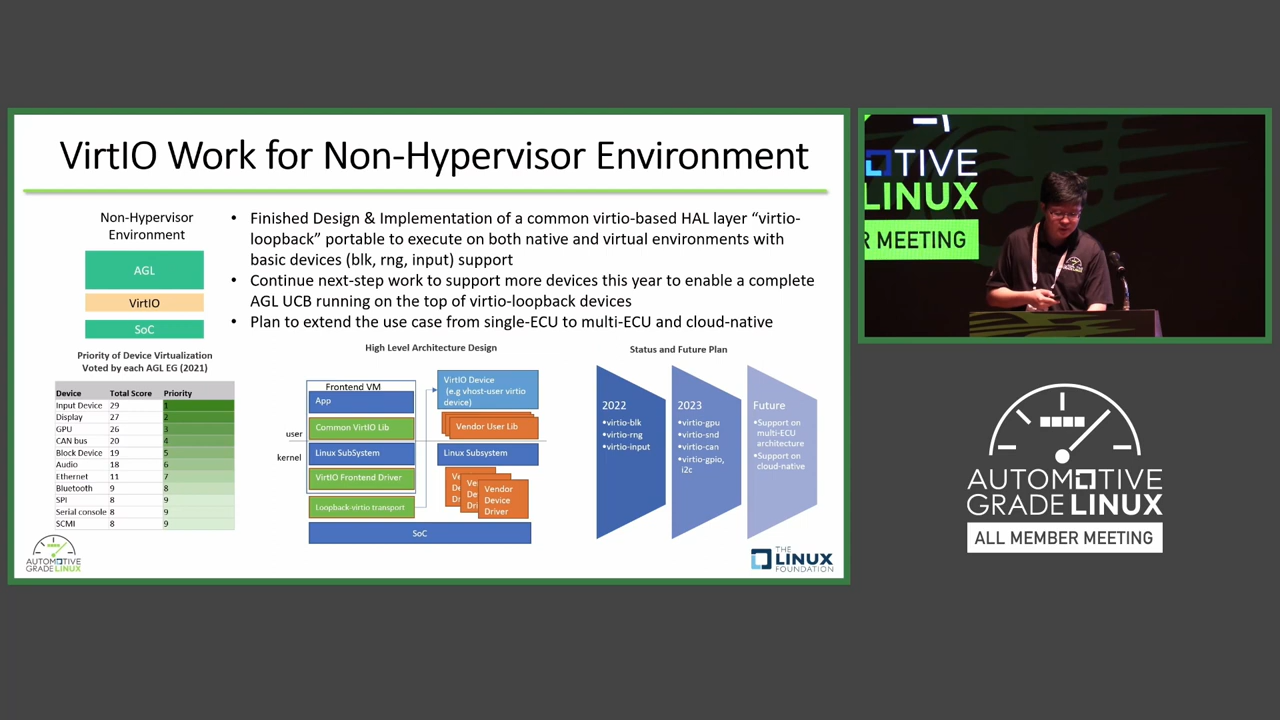 VirtIO Work for Non-Hypervisor Environment
Non-Hypervisor
Environment
AGL
VirtIO
SoC
• Finished Design & Implementation of a common virtio-based HAL layer “virtio-
loopback” portable to execute on both native and virtual environments with
basic devices (blk, rng, input) support
• Continue next-step work to support more devices this year to enable a complete
AGL UCB running on the top of virtio-loopback devices
• Plan to extend the use case from single-ECU to multi-ECU and cloud-native
Priority of Device Virtualization
Voted by each AGL EG (2021)
Device Total Score Priority
Input Device 29 1
Display 27 2
GPU 26 3
CAN bus 20 4
Block Device 19 5
Audio 18 6
Ethernet 11 7
Bluetooth 9 8
SPI 8 9
Serial console 8 9
SCMI 8 9
High Level Architecture Design
Frontend VM
App
Common VirtIO Lib
user
kernel
Linux SubSystem
VirtIO Frontend Driver
Loopback-virtio transport
VirtIO Device
(e.g vhost-user virtio
device)
Vendor User Lib
Linux Subsystem
Vendor
Device
Driver
SoC
Status and Future Plan
2022
•virtio-blk
•virtio-rng
•virtio-input
2023
•virtio-gpu
•virtio-snd
•virtio-can
•virtio-gpio,
i2c
Future
•Support on
multi-ECU
architecture
•Support on
cloud-native
AUTOMOTIVE
GRADE LINUX
THE
LINUX
FOUNDATION
OTIVE
LINUX
R MEETING
AUTOMOTIVE
GRADE LINUX
ALL MEMBER MEETING